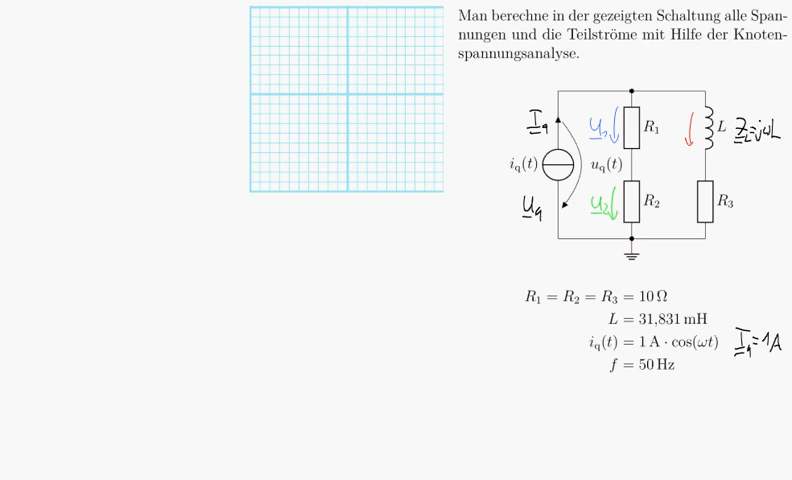 Man berechne in der gezeigten Schaltung alle Span-
nungen und die Teilströme mit Hilfe der Knoten-
spannungsanalyse.
I_q
U_1
R_1
L
Z_L=jωL
i_q(t)
u_q(t)
U_q
U_2
R_2
R_3
R_1 = R_2 = R_3 = 10 Ω
L = 31,831 mH
i_q(t) = 1 A · cos(ωt)
I_q=1A
f = 50 Hz